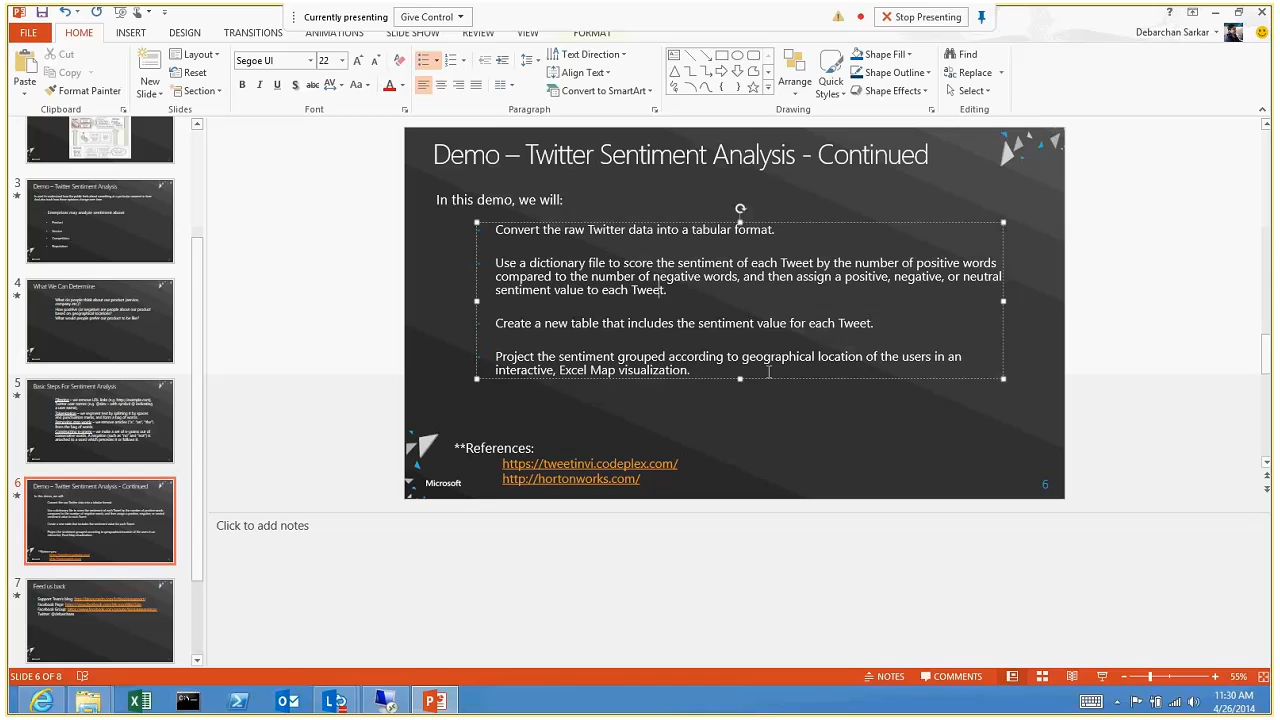 Currently presenting
Give Control
Stop Presenting
FILE
HOME
INSERT
DESIGN
TRANSITIONS
ANIMATIONS
SLIDE SHOW
REVIEW
VIEW
FORMAT
Debarchan Sarkar
Paste
Cut
Copy
Format Painter
Clipboard
New
Slide
Layout
Reset
Section
Slides
Segoe UI
22
Font
Text Direction
Align Text
Convert to SmartArt
Paragraph
Arrange
Quick
Styles
Shape Fill
Shape Outline
Shape Effects
Drawing
Find
Replace
Select
Editing
3
Demo – Twitter Sentiment Analysis
4
What We Can Determine
5
Basic Steps For Sentiment Analysis
6
Demo – Twitter Sentiment Analysis - Continued
7
Feed us back
Demo – Twitter Sentiment Analysis - Continued
In this demo, we will:
Convert the raw Twitter data into a tabular format.
Use a dictionary file to score the sentiment of each Tweet by the number of positive words
compared to the number of negative words, and then assign a positive, negative, or neutral
sentiment value to each Tweet.
Create a new table that includes the sentiment value for each Tweet.
Project the sentiment grouped according to geographical location of the users in an
interactive, Excel Map visualization.
**References:
https://tweetinvi.codeplex.com/
http://hortonworks.com/
Microsoft
6
Click to add notes
SLIDE 6 OF 8
NOTES
COMMENTS
55%
11:30 AM
4/26/2014